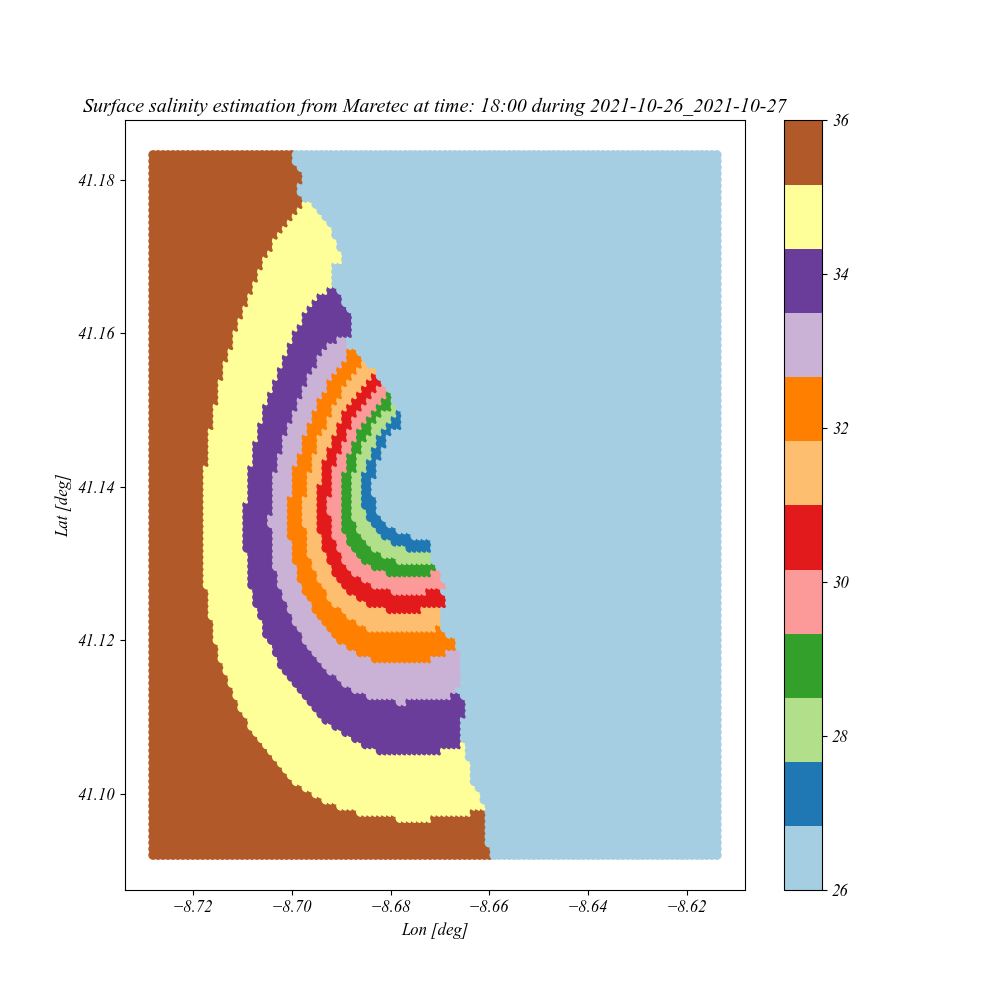 Surface salinity estimation from Maretec at time: 18:00 during 2021-10-26_2021-10-27
36
41.18
34
41.16
32
41.14
Lat [deg]
30
41.12
28
41.10
26
−8.72 −8.70 −8.68 −8.66 −8.64 −8.62
Lon [deg]